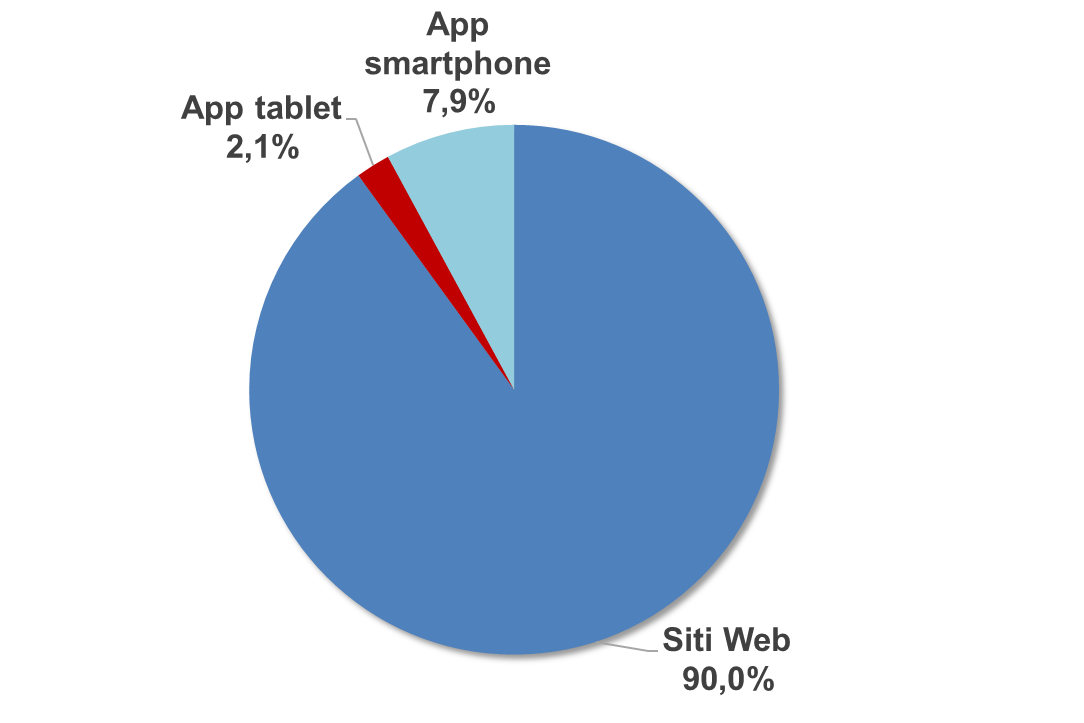 App
smartphone
7,9%
App tablet
2,1%
Siti Web
90,0%